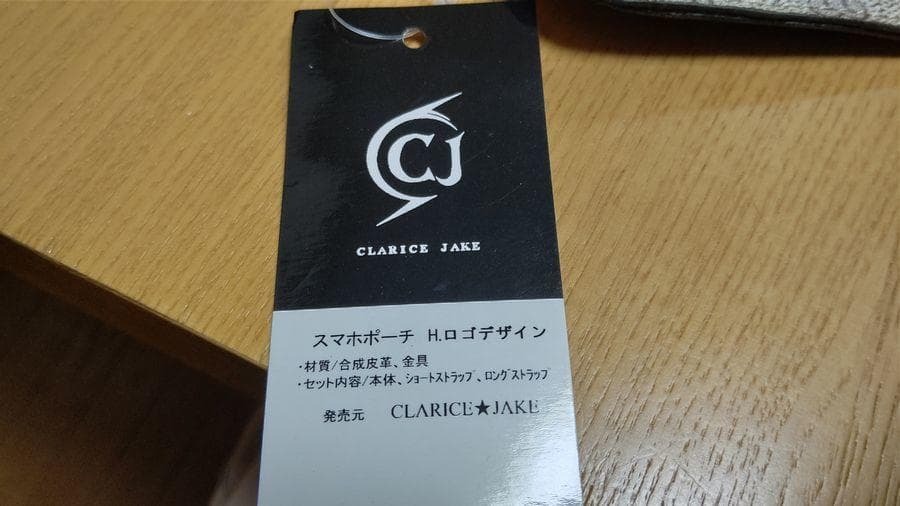 CJ
CLARICE JAKE
スマホポーチ H.ロゴデザイン
・材質/合成皮革、金具
・セット内容/本体、ｼｮｰﾄｽﾄﾗｯﾌﾟ、ﾛﾝｸﾞｽﾄﾗｯﾌﾟ
発売元 CLARICE★JAKE